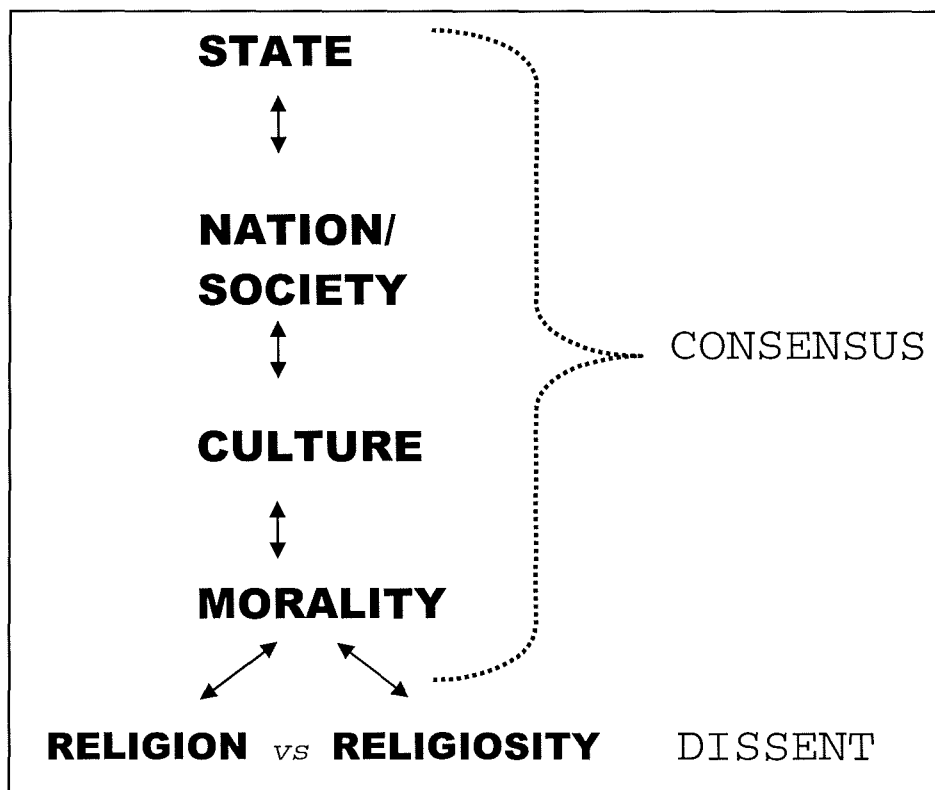 STATE
NATION/
SOCIETY
CONSENSUS
CULTURE
MORALITY
RELIGION vs RELIGIOSITY DISSENT